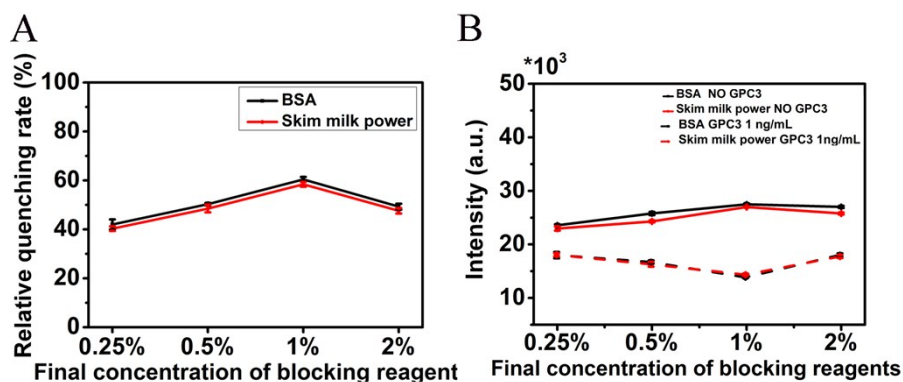 A
Relative quenching rate (%)
100
80
60
40
20
0
BSA
Skim milk power
0.25% 0.5% 1% 2%
Final concentration of blocking reagent
B
*10³
Intensity (a.u.)
50
40
30
20
10
BSA NO GPC3
Skim milk power NO GPC3
BSA GPC3 1 ng/mL
Skim milk power GPC3 1ng/mL
0.25% 0.5% 1% 2%
Final concentration of blocking reagents